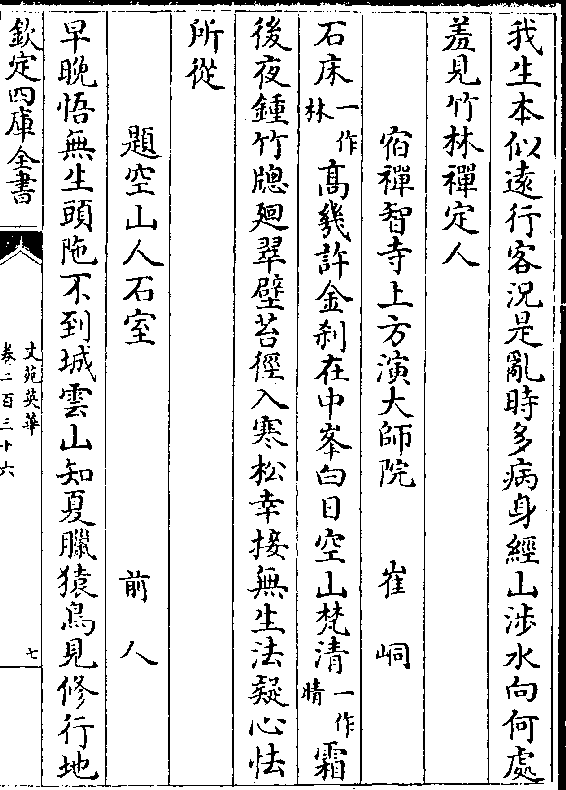 我生本似遠行客況是亂時多病身經山涉水向何處
羞見竹林禪定人
宿禪智寺上方演大師院 崔峒
石床一作林高幾許金刹在中峯白日空山梵清一作晴霜
後夜鍾竹牕廻翠壁苔徑入寒松幸接無生法疑心怯
所從
題空山人石室 前人
早晚悟無生頭陁不到城雲山知夏臘猿鳥見修行地
欽定四庫全書
文苑英華
卷二百三十六
七